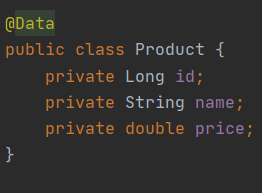 @Data
public class Product {
    private Long id;
    private String name;
    private double price;
}